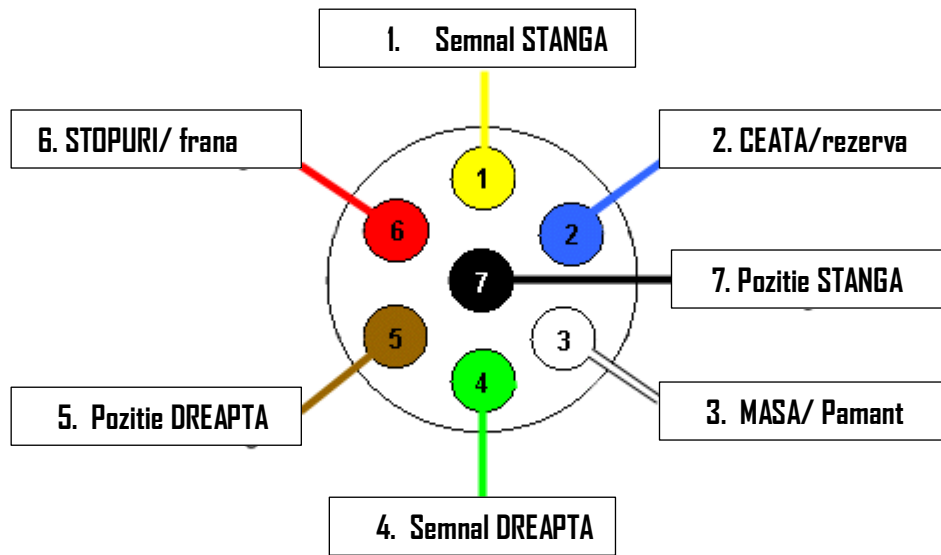 1. Semnal STANGA
6. STOPURI/ frana
2. CEATA/rezerva
1
6
2
7
7. Pozitie STANGA
5
3
4
5. Pozitie DREAPTA
3. MASA/ Pamant
4. Semnal DREAPTA